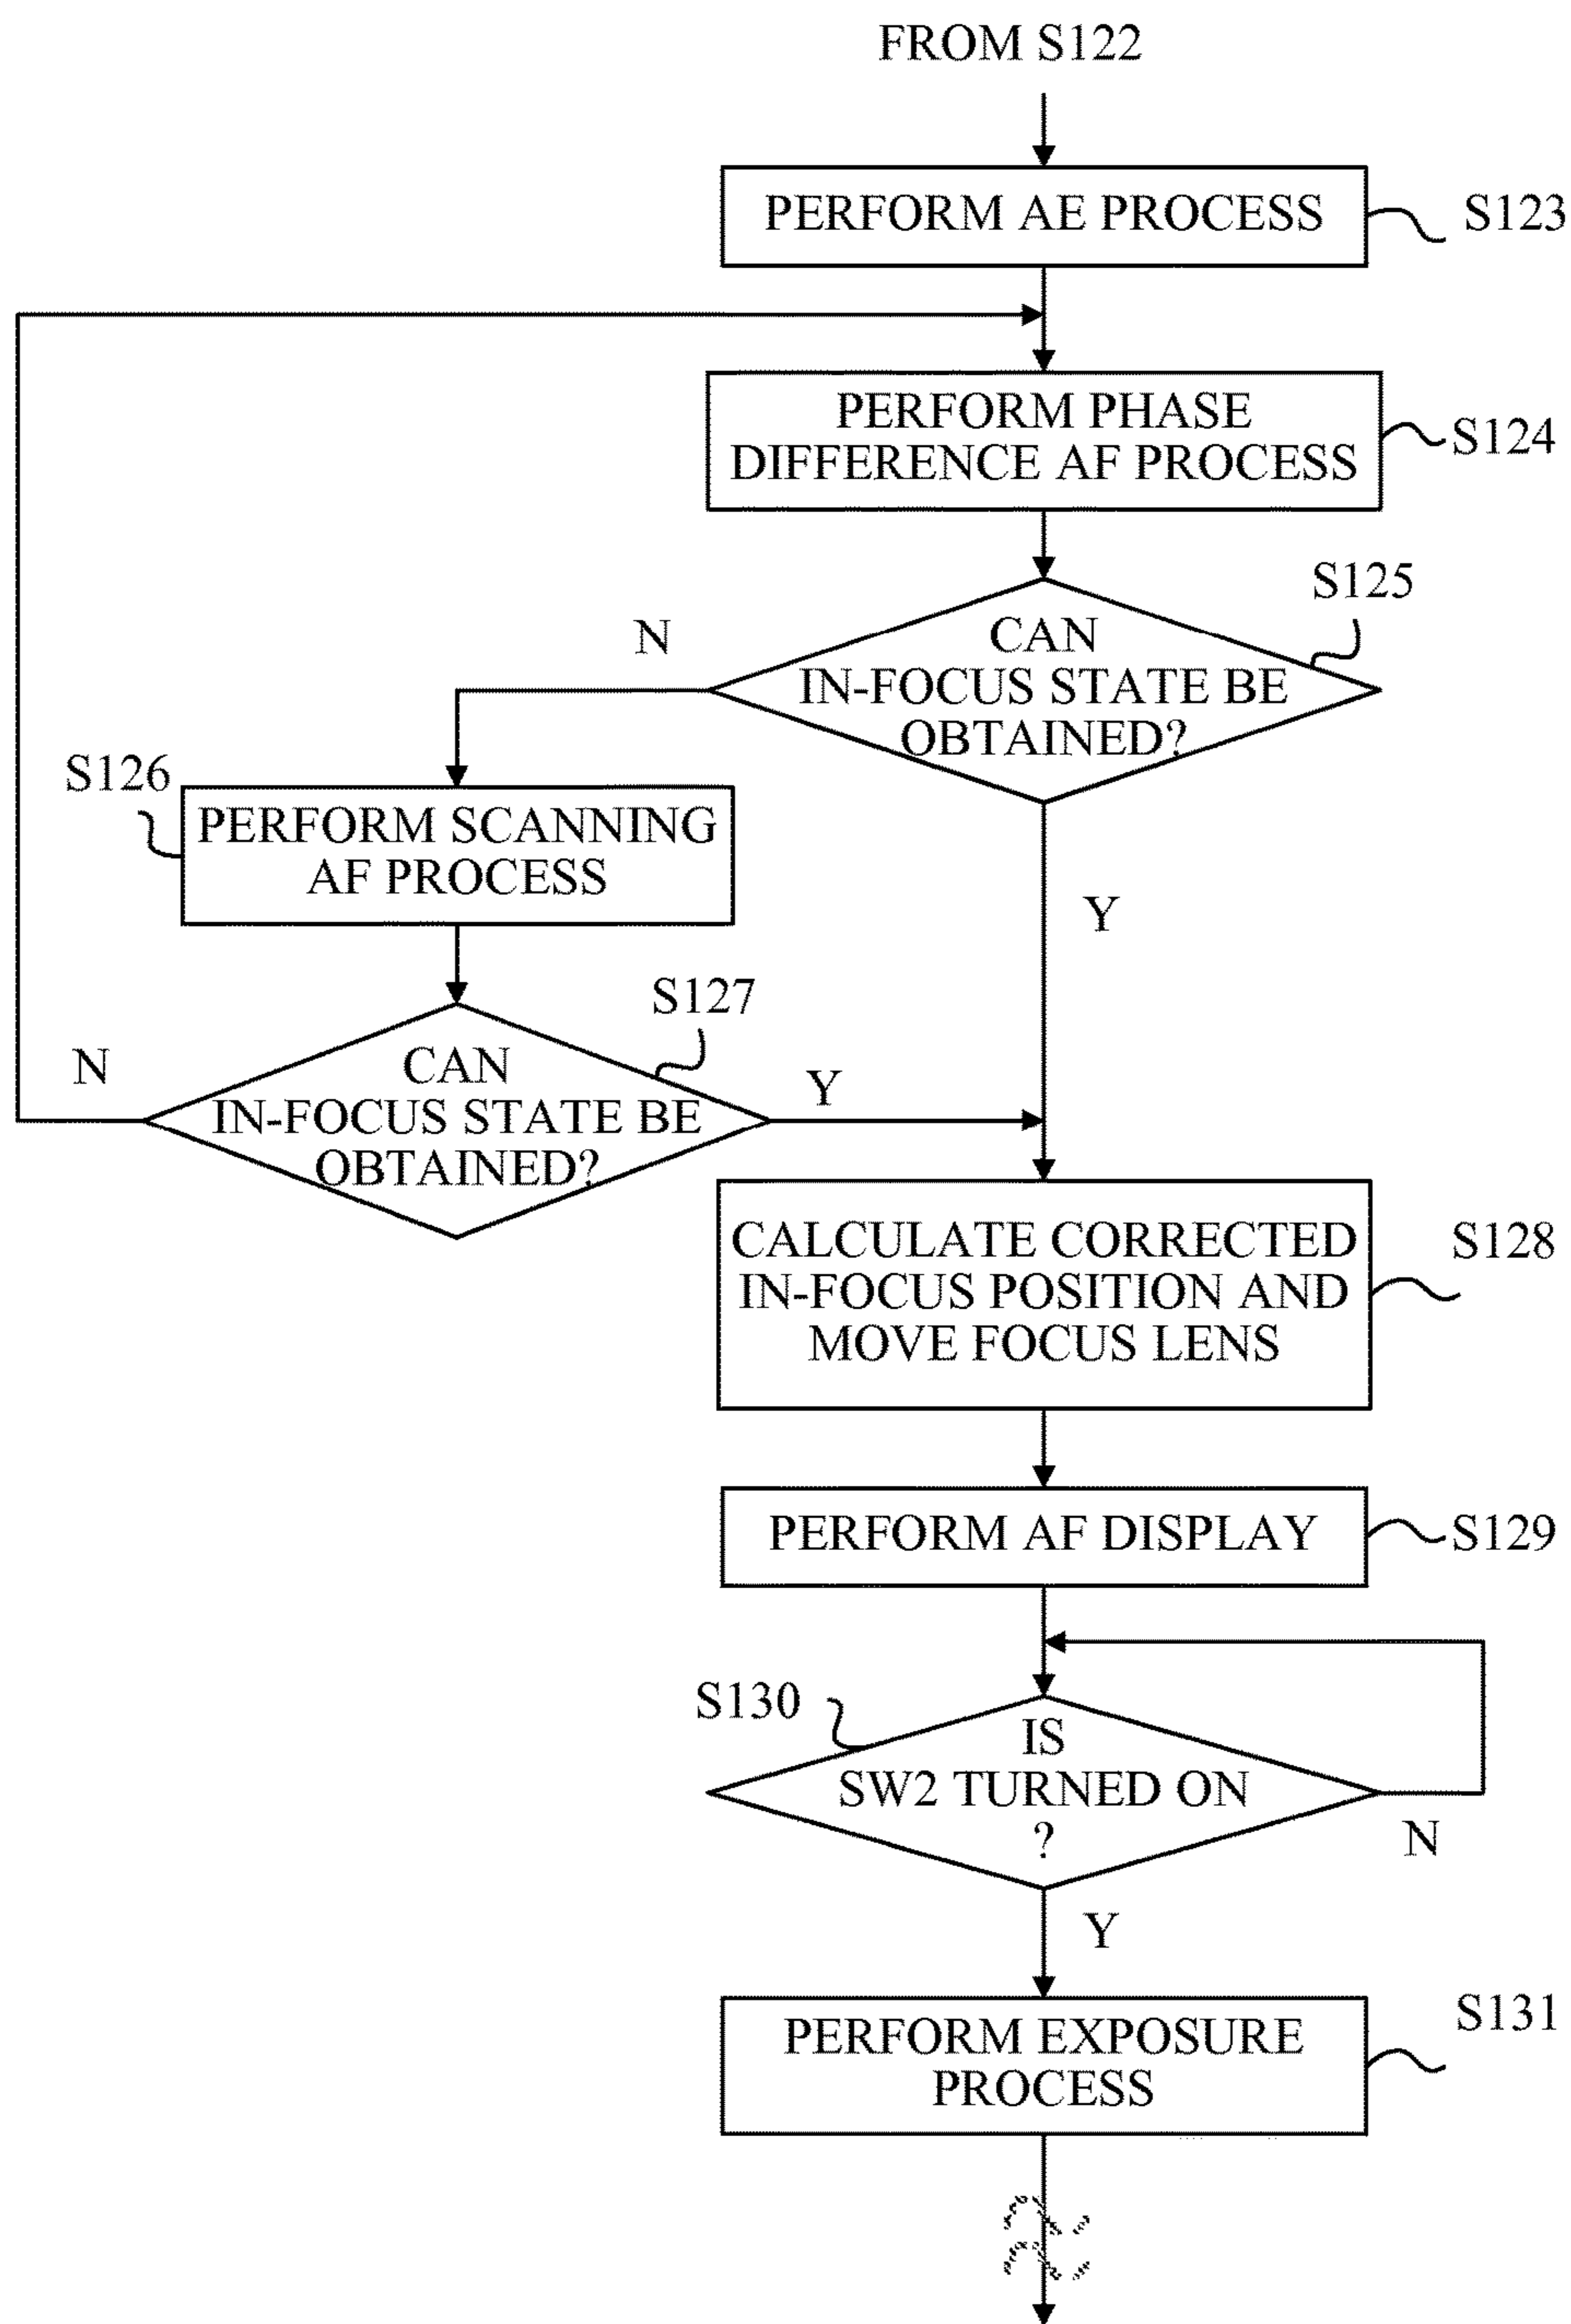 FROM S122
PERFORM AE PROCESS
S123
PERFORM PHASE
DIFFERENCE AF PROCESS
S124
S125
N
CAN
IN-FOCUS STATE BE
OBTAINED?
S126
PERFORM SCANNING
AF PROCESS
Y
S127
N
CAN
IN-FOCUS STATE BE
OBTAINED?
Y
CALCULATE CORRECTED
IN-FOCUS POSITION AND
MOVE FOCUS LENS
S128
PERFORM AF DISPLAY
S129
S130
IS
SW2 TURNED ON
?
N
Y
PERFORM EXPOSURE
PROCESS
S131